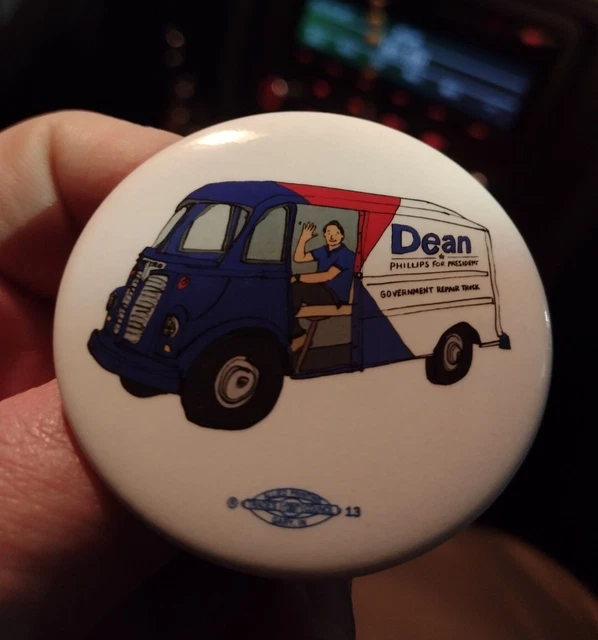 Dean
PHILLIPS FOR PRESIDENT
GOVERNMENT REPAIR TRUCK
13